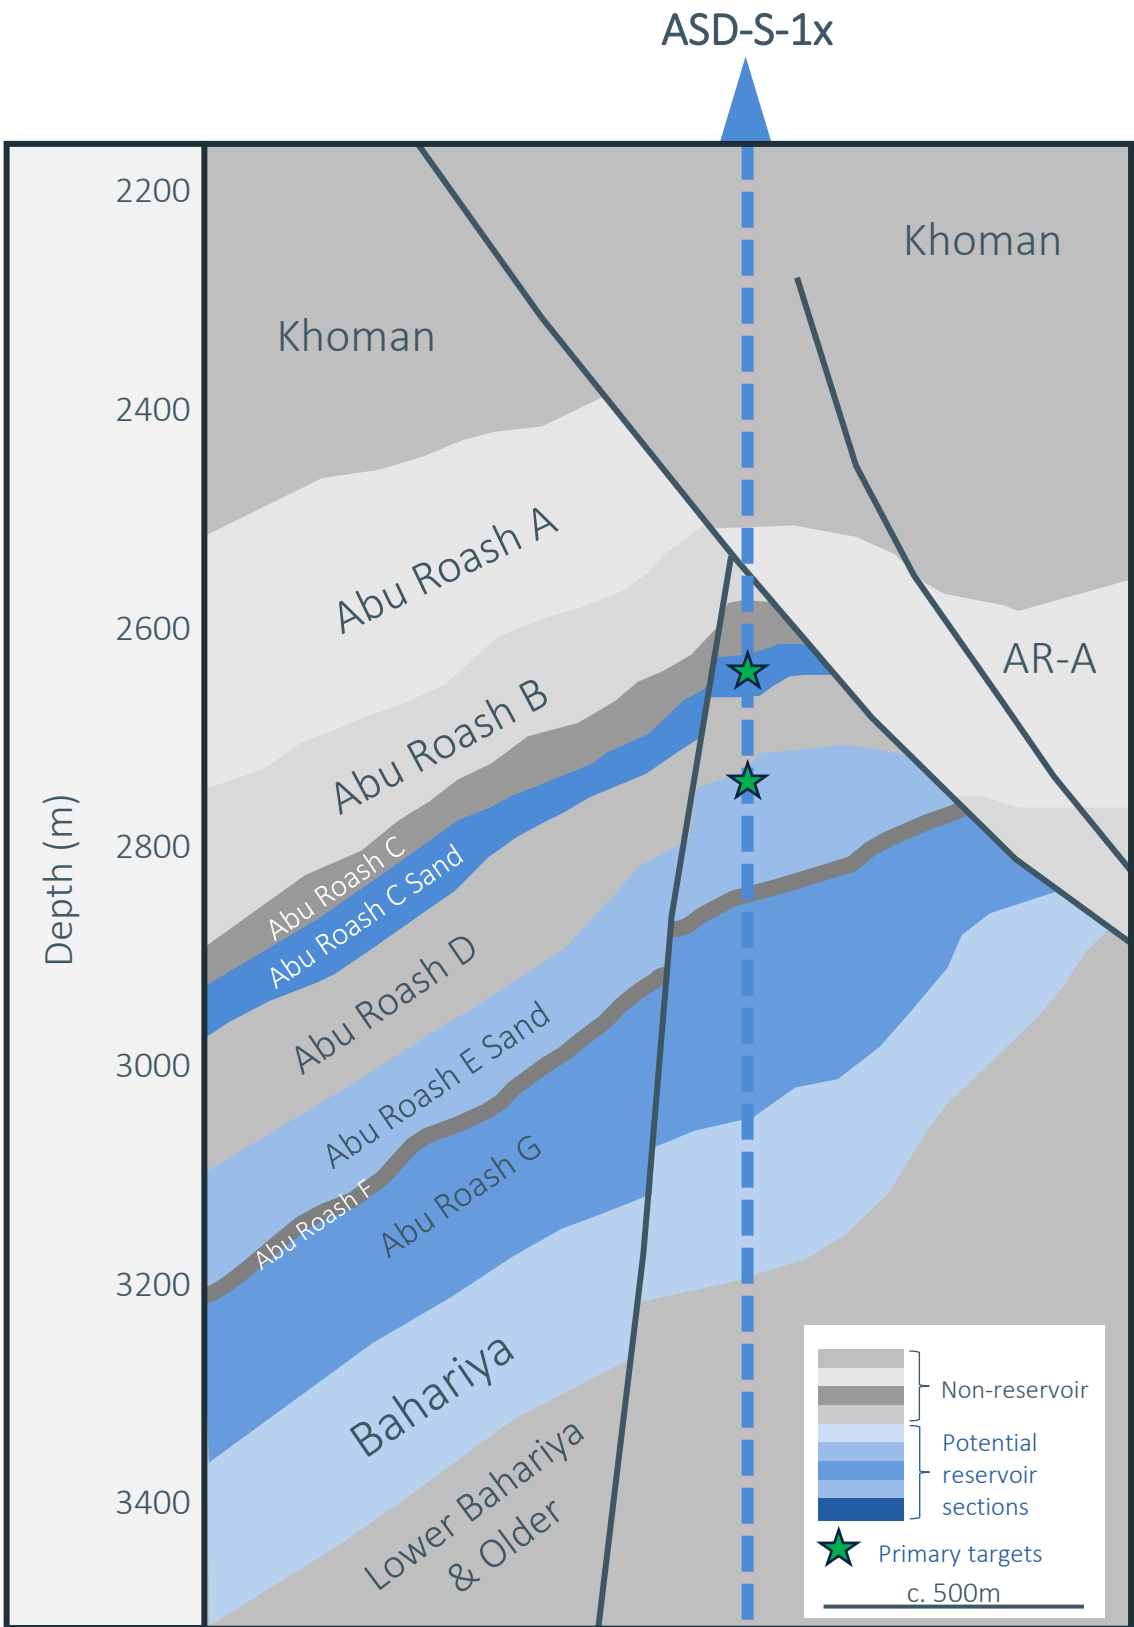 ASD-S-1x
2200
2400
2600
2800
3000
3200
3400
Depth (m)
Khoman
Khoman
Abu Roash A
AR-A
Abu Roash B
Abu Roash C
Abu Roash C Sand
Abu Roash D
Abu Roash E Sand
Abu Roash F
Abu Roash G
Bahariya
Lower Bahariya
& Older
Non-reservoir
Potential
reservoir
sections
Primary targets
c. 500m